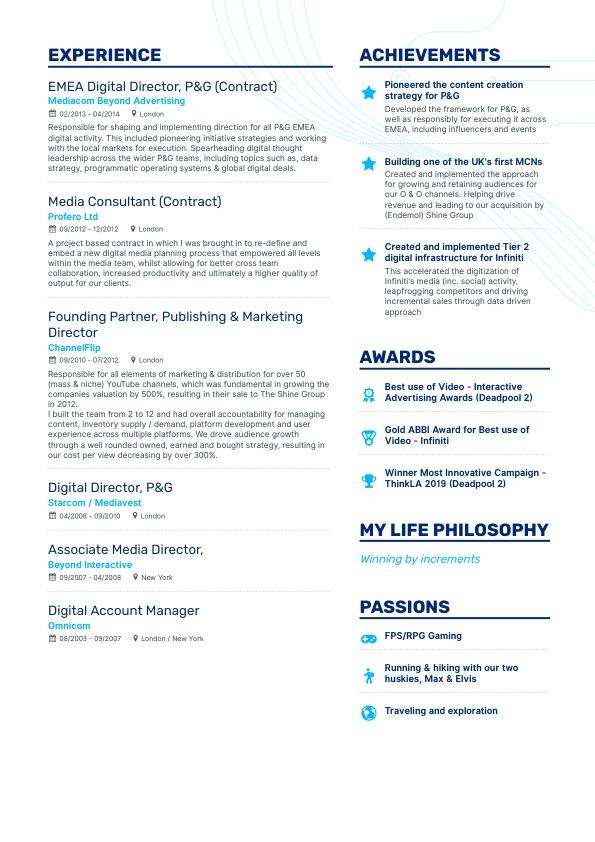 EXPERIENCE
EMEA Digital Director, P&G (Contract)
Mediacom Beyond Advertising
02/2013 - 04/2014 London
Responsible for shaping and implementing direction for all P&G EMEA
digital activity. This included pioneering initiative strategies and working
with the local markets for execution. Spearheading digital thought
leadership across the wider P&G teams, including topics such as, data
strategy, programmatic operating systems & global digital deals.
Media Consultant (Contract)
Profero Ltd
09/2012 - 12/2012 London
A project based contract in which I was brought in to re-define and
embed a new digital media planning process that empowered all levels
within the media team, whilst allowing for better cross team
collaboration, increased productivity and ultimately a higher quality of
output for our clients.
Founding Partner, Publishing & Marketing
Director
ChannelFlip
09/2010 - 07/2012 London
Responsible for all elements of marketing & distribution for over 50
(mass & niche) YouTube channels, which was fundamental in growing the
companies valuation by 500%, resulting in their sale to The Shine Group
in 2012.
I built the team from 2 to 12 and had overall accountability for managing
content, inventory supply / demand, platform development and user
experience across multiple platforms. We drove audience growth
through a well rounded owned, earned and bought strategy, resulting in
our cost per view decreasing by over 300%.
Digital Director, P&G
Starcom / Mediavest
04/2008 - 09/2010 London
Associate Media Director,
Beyond Interactive
09/2007 - 04/2008 New York
Digital Account Manager
Omnicom
08/2003 - 09/2007 London / New York
ACHIEVEMENTS
Pioneered the content creation
strategy for P&G
Developed the framework for P&G, as
well as responsibly for executing it across
EMEA, including influencers and events
Building one of the UK's first MCNs
Created and implemented the approach
for growing and retaining audiences for
our O & O channels. Helping drive
revenue and leading to our acquisition by
(Endemol) Shine Group
Created and implemented Tier 2
digital infrastructure for Infiniti
This accelerated the digitization of
Infiniti's media (inc. social) activity,
leapfrogging competitors and driving
incremental sales through data driven
approach
AWARDS
Best use of Video - Interactive
Advertising Awards (Deadpool 2)
Gold ABBI Award for Best use of
Video - Infiniti
Winner Most Innovative Campaign -
ThinkLA 2019 (Deadpool 2)
MY LIFE PHILOSOPHY
Winning by increments
PASSIONS
FPS/RPG Gaming
Running & hiking with our two
huskies, Max & Elvis
Traveling and exploration